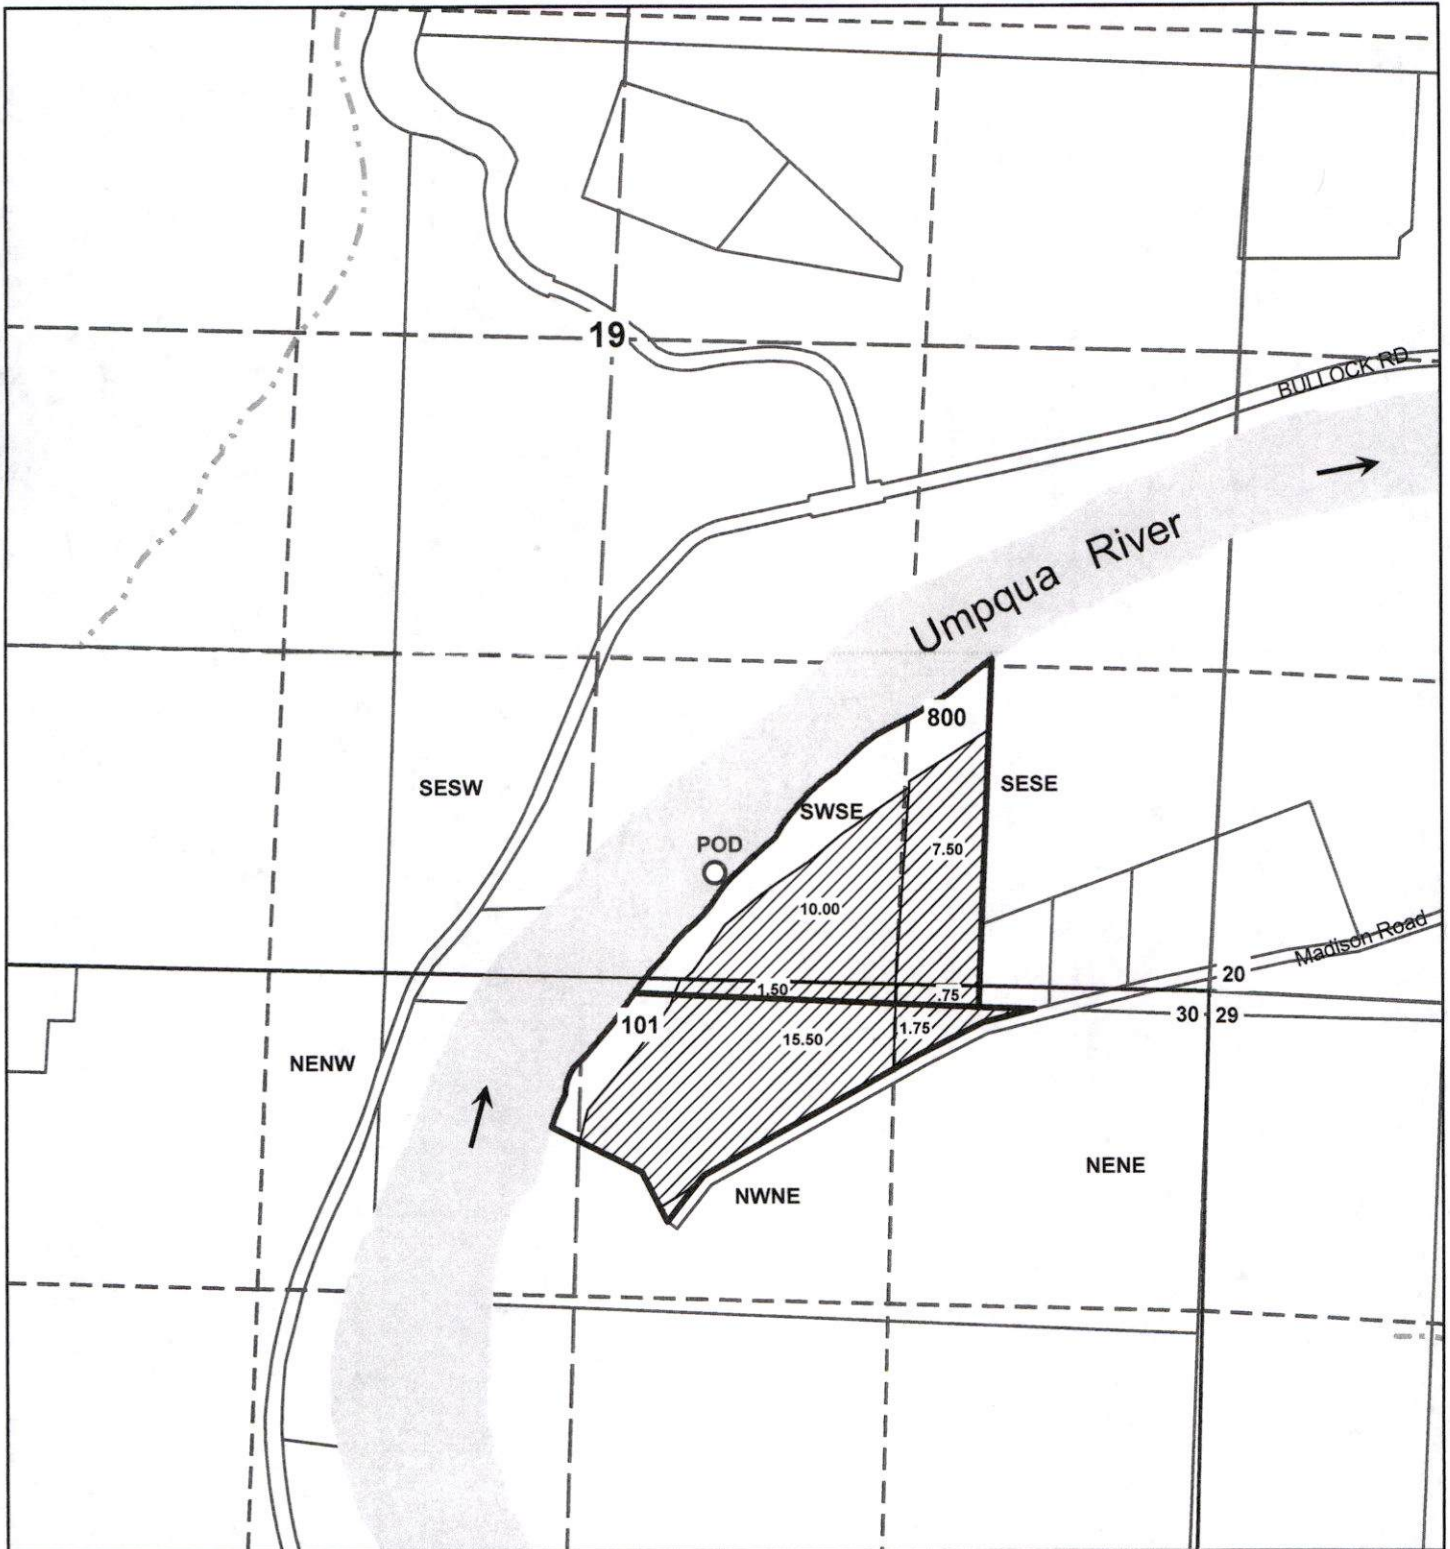 19
BULLOCK RD
Umpqua River
800
SESW
SESE
SWSE
POD
7.50
10.00
Madison Road
20
1.50
.75
101
1.75
30 29
15.50
NENW
NENE
NWNE